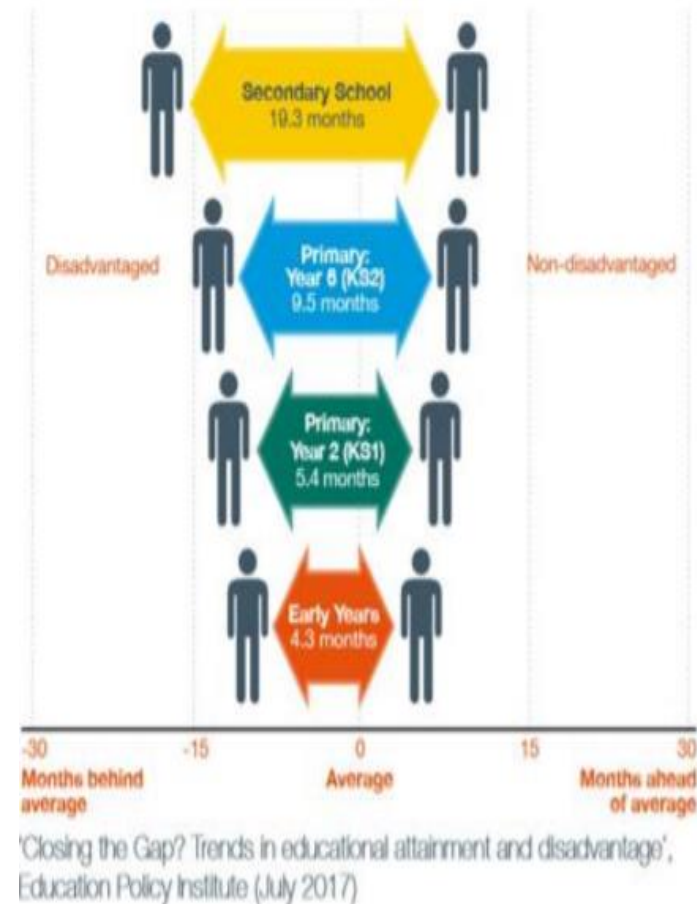 Secondary School
19.3 months
Disadvantaged
Primary:
Year 6 (KS2)
9.5 months
Non-disadvantaged
Primary:
Year 2 (KS1)
5.4 months
Early Years
4.3 months
-30
-15
0
15
30
Months behind
average
Average
Months ahead
of average
'Closing the Gap? Trends in educational attainment and disadvantage',
Education Policy Institute (July 2017)